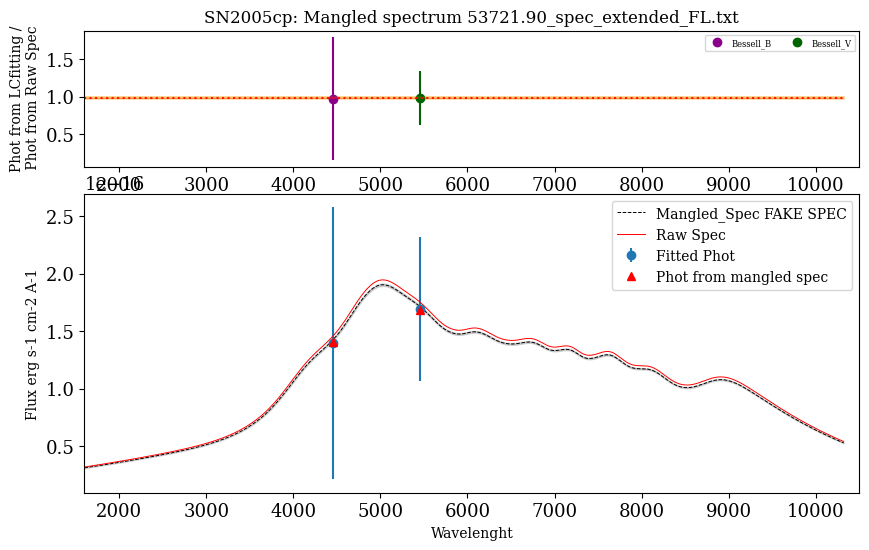 SN2005cp: Mangled spectrum 53721.90_spec_extended_FL.txt
Phot from LCfitting /
Phot from Raw Spec
1.5
1.0
0.5
Bessell_B
Bessell_V
2000 3000 4000 5000 6000 7000 8000 9000 10000
1e−16
Flux erg s-1 cm-2 A-1
2.5
2.0
1.5
1.0
0.5
Mangled_Spec FAKE SPEC
Raw Spec
Fitted Phot
Phot from mangled spec
2000 3000 4000 5000 6000 7000 8000 9000 10000
Wavelenght